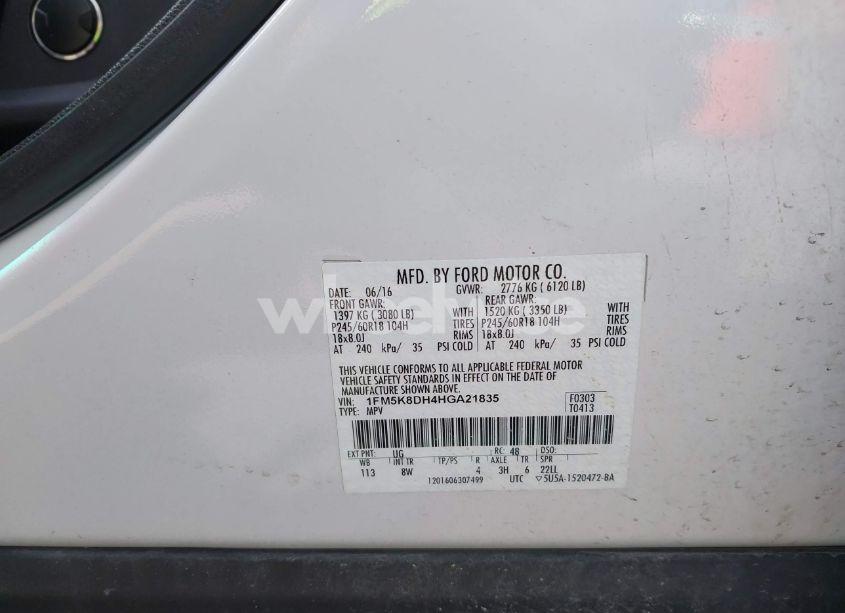 MFD. BY FORD MOTOR CO.
DATE: 06/16 GVWR: 2776 KG ( 6120 LB)
FRONT GAWR: REAR GAWR:
1397 KG ( 3080 LB) WITH 1520 KG ( 3350 LB) WITH
P245/60R18 104H TIRES P245/60R18 104H TIRES
18x8.0J RIMS 18x8.0J RIMS
AT 240 kPa/ 35 PSI COLD AT 240 kPa/ 35 PSI COLD
THIS VEHICLE CONFORMS TO ALL APPLICABLE FEDERAL MOTOR
VEHICLE SAFETY STANDARDS IN EFFECT ON THE DATE OF
MANUFACTURE SHOWN ABOVE.
VIN: 1FM5K8DH4HGA21835 F0303
TYPE: MPV T0413
EXT PNT: UG RC: 48 DSO:
WB INT TR TP/PS R AXLE TR SPR
113 8W 4 3H 6 22LL
1201606307499 UTC ▽5U5A-1520472-BA